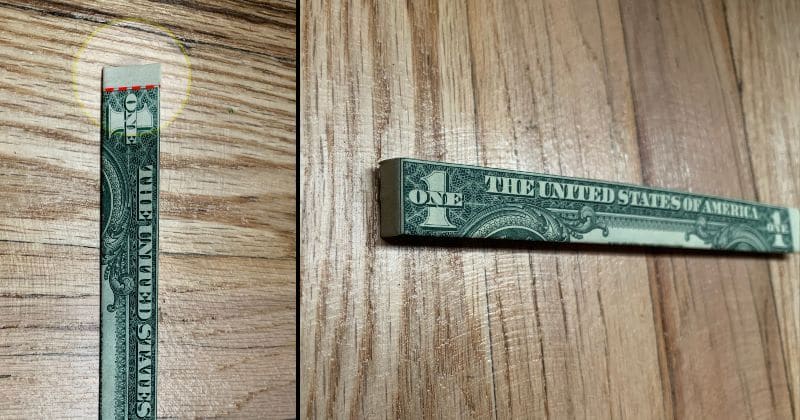 1
ONE
THE UNITED STATES
1
ONE
THE UNITED STATES OF AMERICA
1
ONE